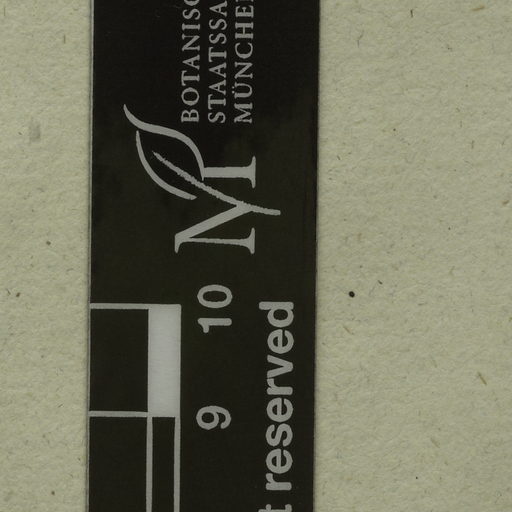 BOTANISC
STAATSSA
MÜNCHE
M
9 10
t reserved